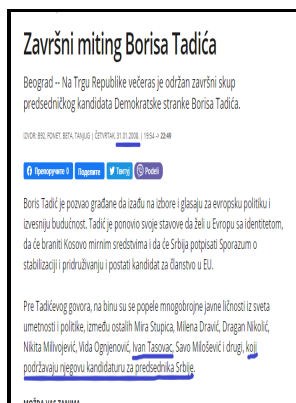 Završni miting Borisa Tadića
Beograd -- Na Trgu Republike večeras je održan završni skup
predsedničkog kandidata Demokratske stranke Borisa Tadića.
IZVOR: B92, FONET, BETA, TANJUG | ČETVRTAK, 31.01.2008. | 19:54 -> 22:49
Препоручите 0 Поделите Твитуј Podeli
Boris Tadić je pozvao građane da izađu na izbore i glasaju za evropsku politiku i
izvesniju budućnost. Tadić je ponovio svoje stavove da želi u Evropu sa identitetom,
da će braniti Kosovo mirnim sredstvima i da će Srbija potpisati Sporazum o
stabilizaciji i pridruživanju i postati kandidat za članstvo u EU.
Pre Tadićevog govora, na binu su se popele mnogobrojne javne ličnosti iz sveta
umetnosti i politike, između ostalih Mira Stupica, Milena Dravić, Dragan Nikolić,
Nikita Milivojević, Vida Ognjenović, Ivan Tasovac, Savo Milošević i drugi, koji
podržavaju njegovu kandidaturu za predsednika Srbije.
MOŽDA VAS ZANIMA